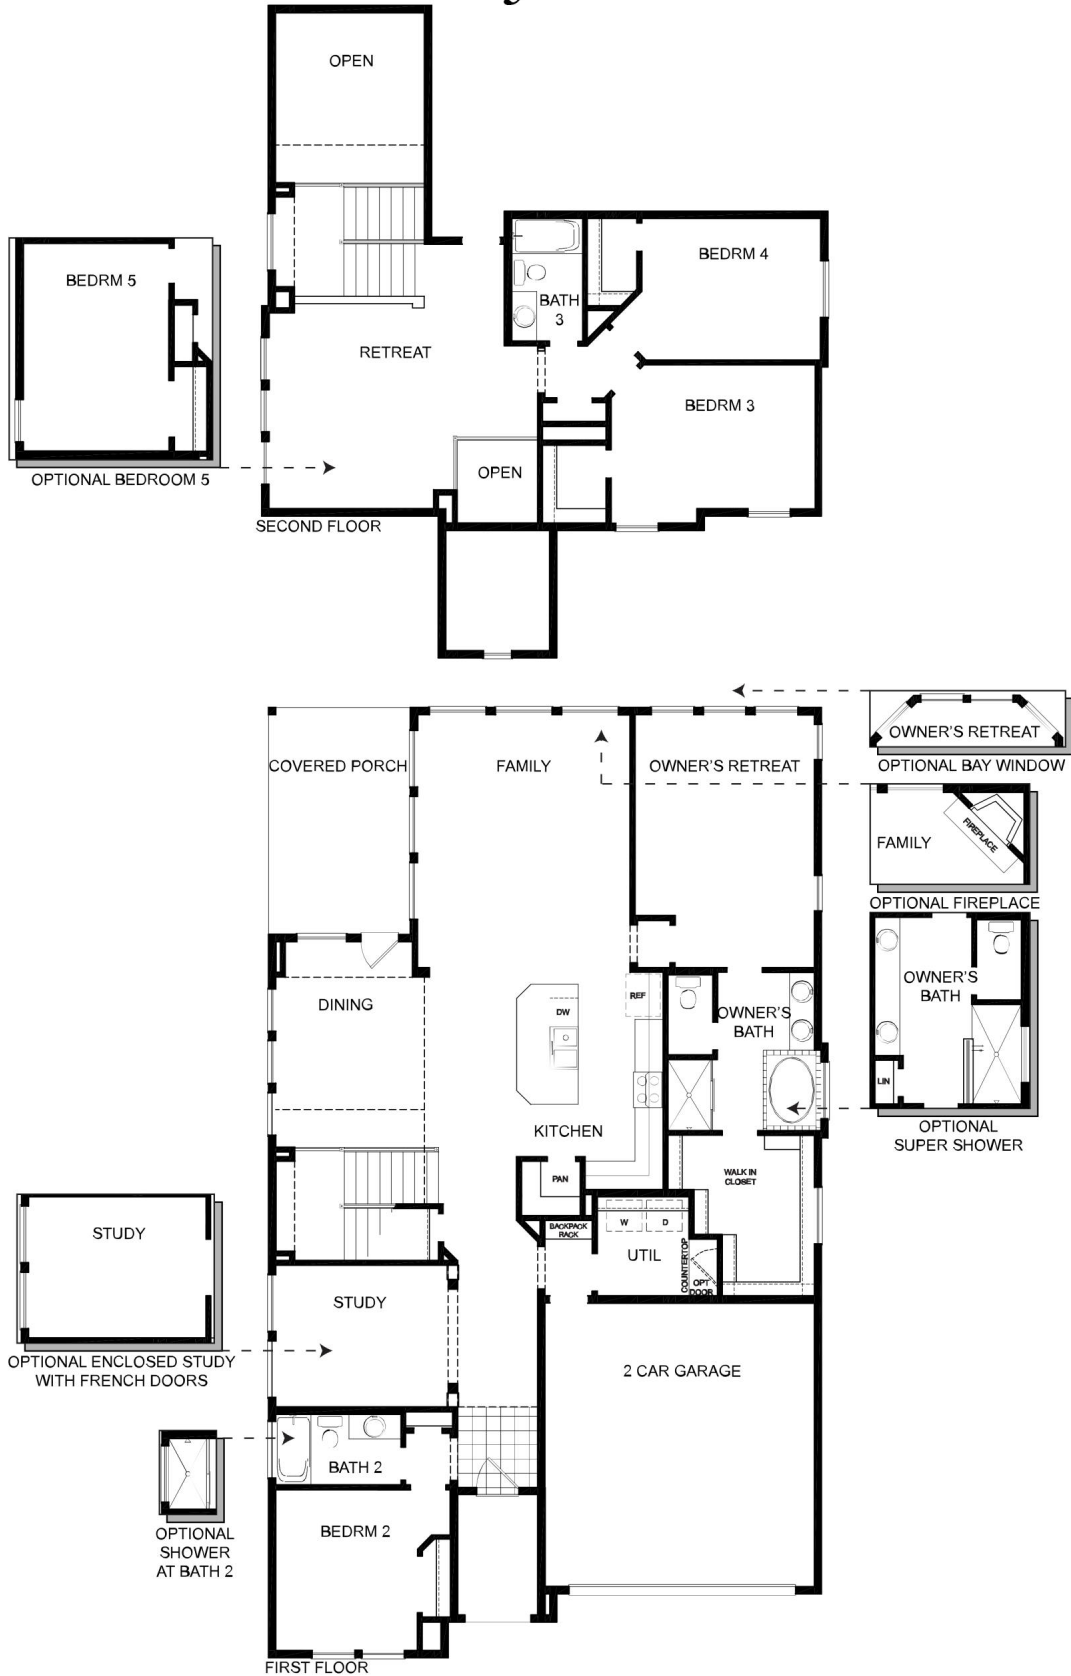 OPEN
BEDRM 5
BEDRM 4
BATH
3
RETREAT
BEDRM 3
OPEN
OPTIONAL BEDROOM 5
SECOND FLOOR
OWNER'S RETREAT
OPTIONAL BAY WINDOW
COVERED PORCH
FAMILY
OWNER'S RETREAT
FIREPLACE
FAMILY
OPTIONAL FIREPLACE
OWNER'S
BATH
LIN
OPTIONAL
SUPER SHOWER
DINING
REF
DW
OWNER'S
BATH
KITCHEN
PAN
WALK IN
CLOSET
BACKPACK
RACK
W
D
UTIL
COUNTERTOP
OPT
DOOR
STUDY
OPTIONAL ENCLOSED STUDY
WITH FRENCH DOORS
STUDY
2 CAR GARAGE
BATH 2
OPTIONAL
SHOWER
AT BATH 2
BEDRM 2
FIRST FLOOR